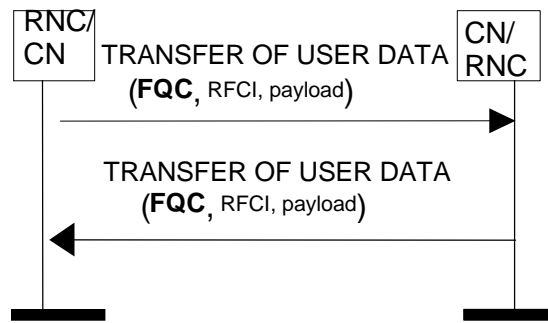 RNC/
CN
CN/
RNC
TRANSFER OF USER DATA
(FQC, RFCI, payload)
TRANSFER OF USER DATA
(FQC, RFCI, payload)